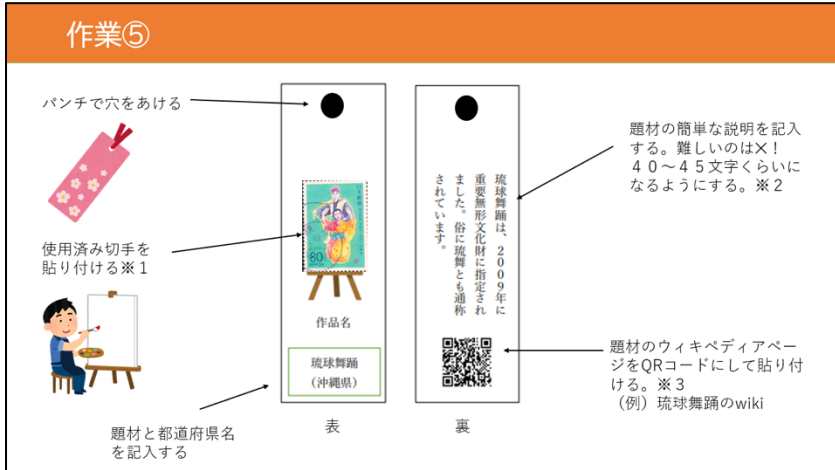 作業⑤
パンチで穴をあける
使用済み切手を
貼り付ける※1
題材と都道府県名
を記入する
80
作品名
琉球舞踊
（沖縄県）
表
琉球舞踊は、2009年に
重要無形文化財に指定され
ました。俗に琉舞とも通称
されています。
裏
題材の簡単な説明を記入
する。難しいのは×！
40～45文字くらいに
なるようにする。※2
題材のウィキペディアペー
ジをQRコードにして貼り付
ける。※3
（例）琉球舞踊のwiki